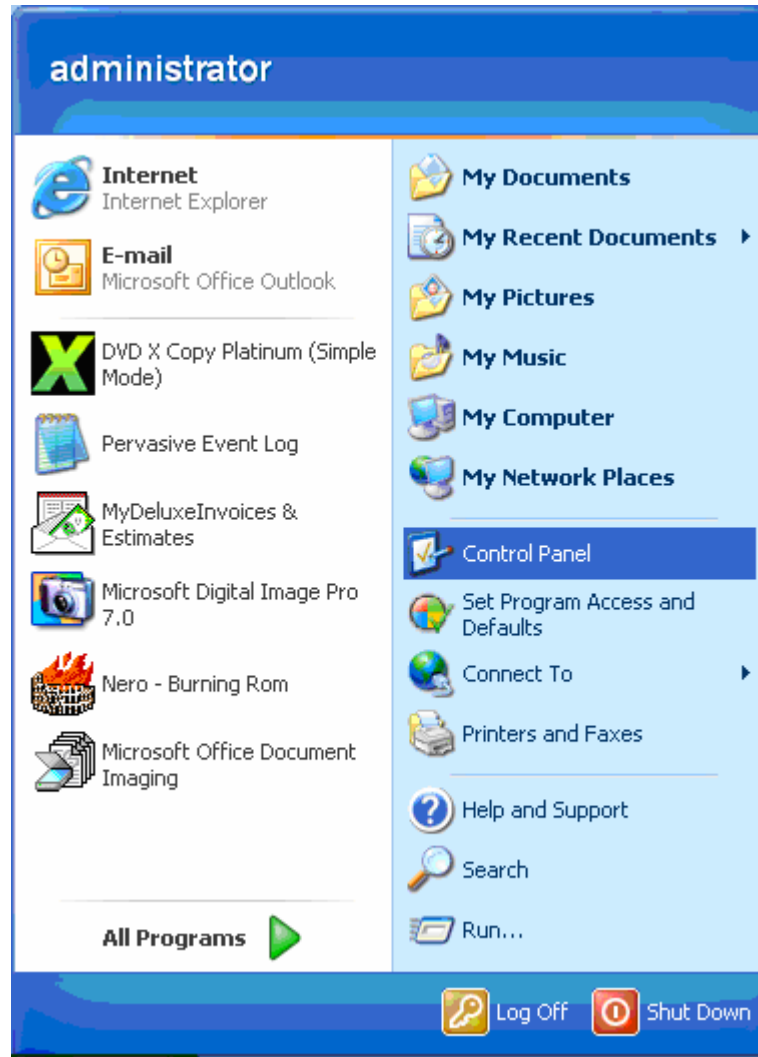 administrator
Internet
Internet Explorer
E-mail
Microsoft Office Outlook
DVD X Copy Platinum (Simple
Mode)
Pervasive Event Log
MyDeluxeInvoices &
Estimates
Microsoft Digital Image Pro
7.0
Nero - Burning Rom
Microsoft Office Document
Imaging
All Programs
My Documents
My Recent Documents
My Pictures
My Music
My Computer
My Network Places
Control Panel
Set Program Access and
Defaults
Connect To
Printers and Faxes
Help and Support
Search
Run...
Log Off
Shut Down